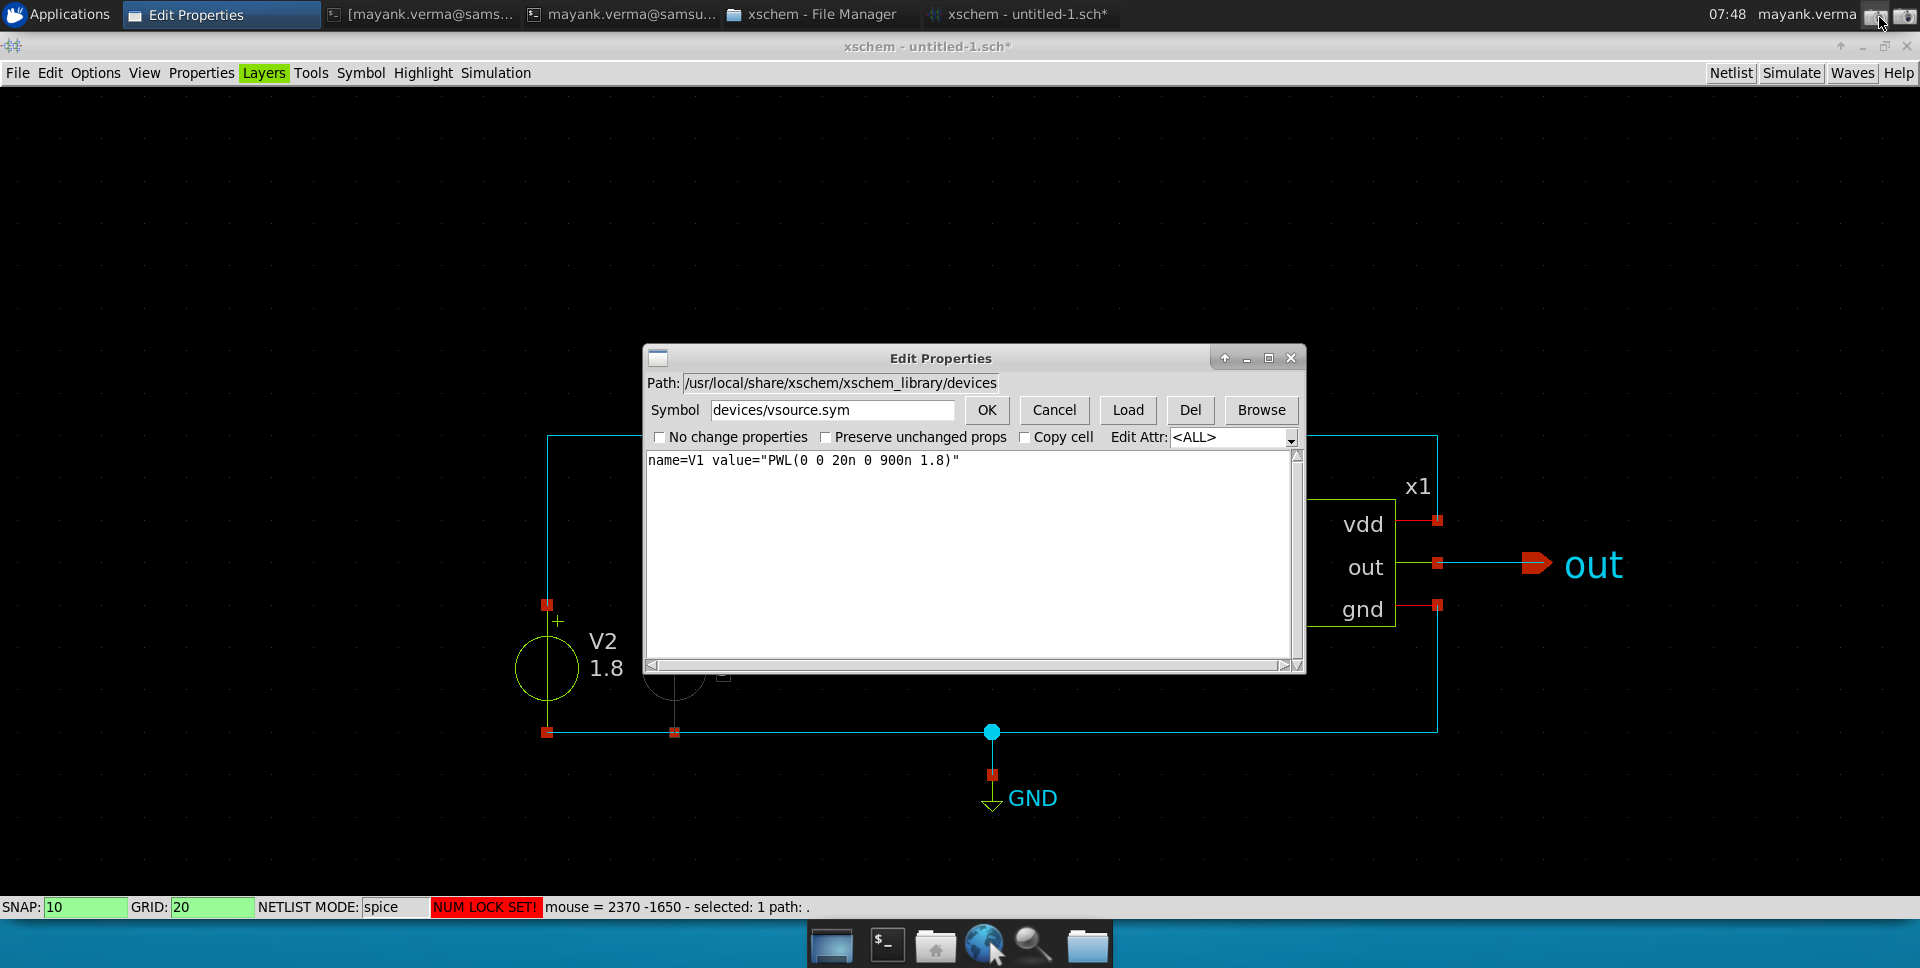 Applications Edit Properties [mayank.verma@sams... mayank.verma@samsu... xschem - File Manager xschem - untitled-1.sch* 07:48 mayank.verma
xschem - untitled-1.sch*
File Edit Options View Properties Layers Tools Symbol Highlight Simulation Netlist Simulate Waves Help
Edit Properties
Path: /usr/local/share/xschem/xschem_library/devices
Symbol devices/vsource.sym OK Cancel Load Del Browse
No change properties Preserve unchanged props Copy cell Edit Attr: <ALL>
name=V1 value="PWL(0 0 20n 0 900n 1.8)"
x1
vdd
out
out
gnd
+
V2
1.8
GND
SNAP: 10 GRID: 20 NETLIST MODE: spice NUM LOCK SET! mouse = 2370 -1650 - selected: 1 path: .
$_